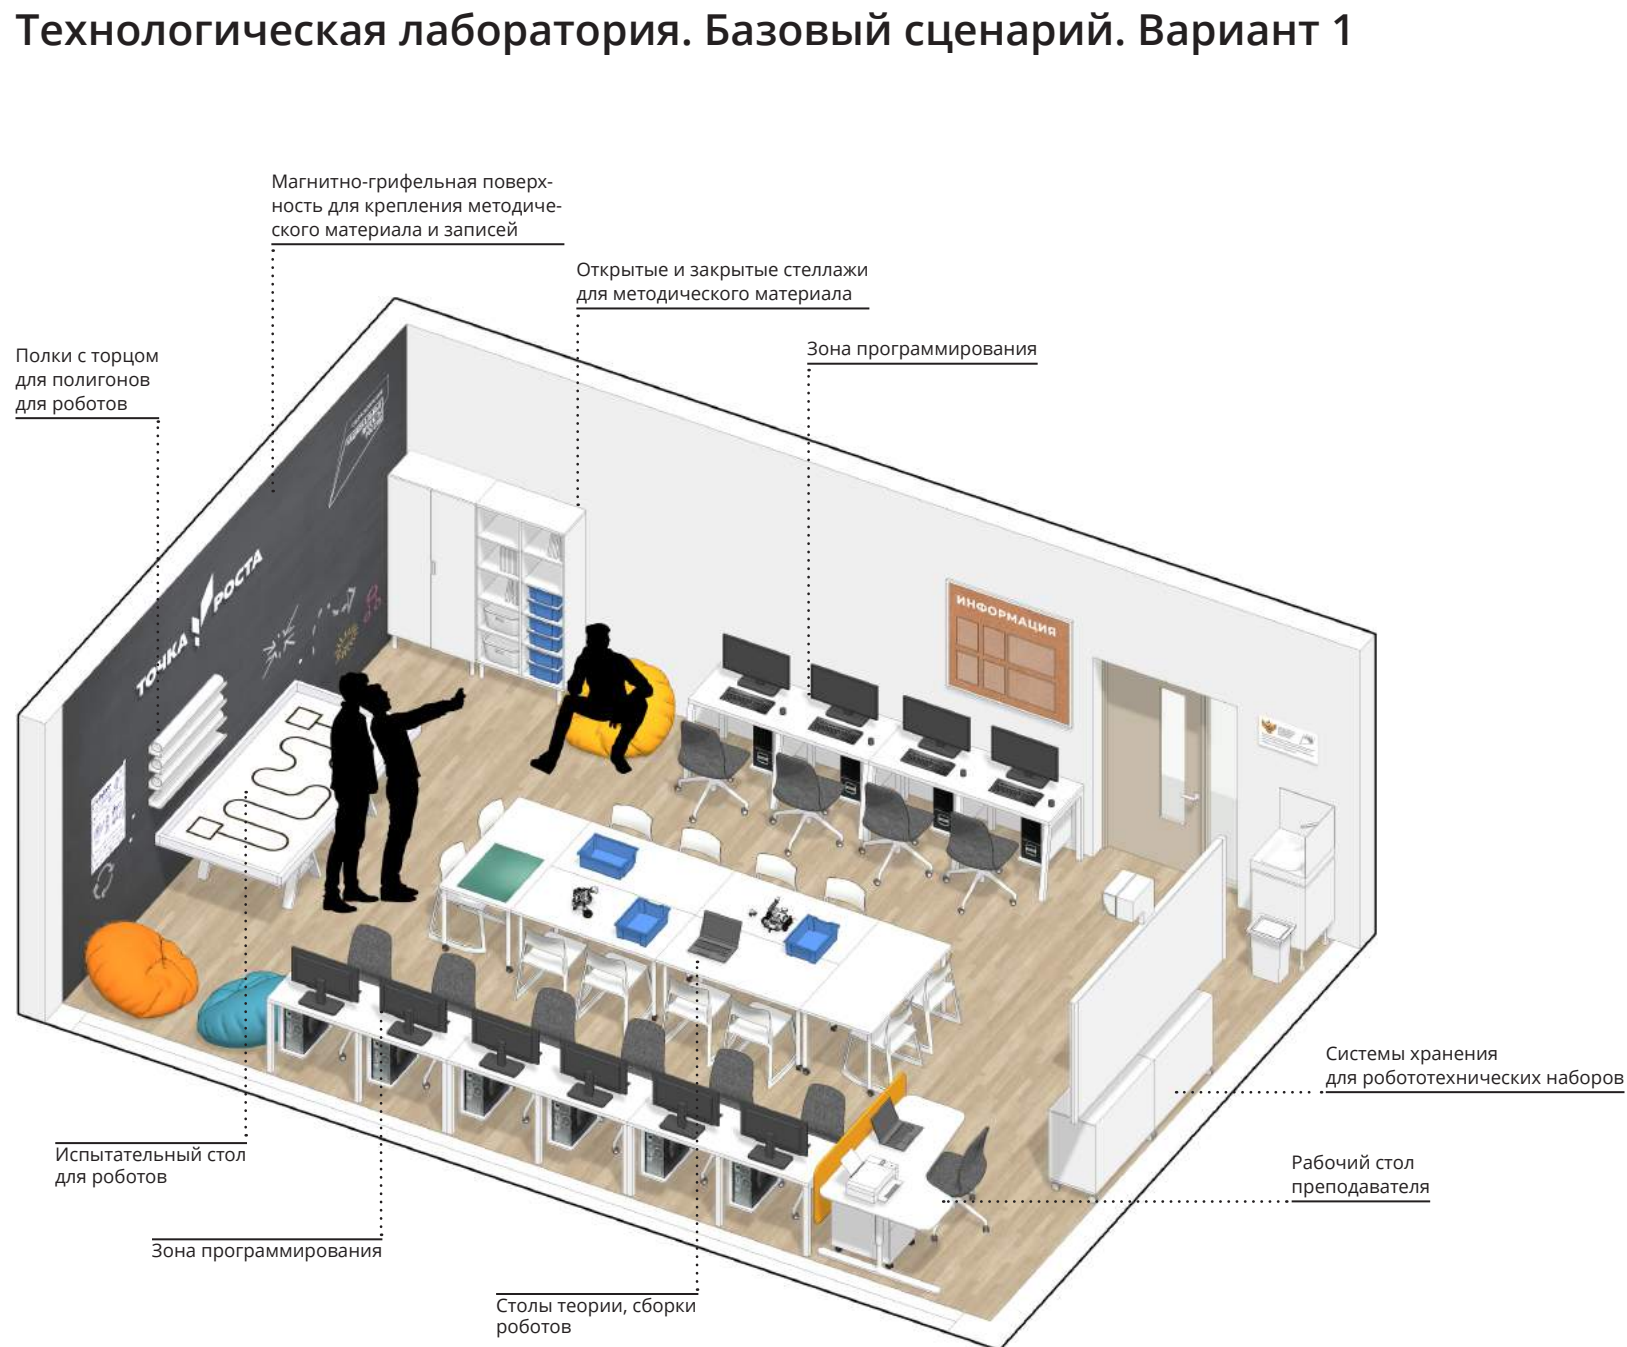 Технологическая лаборатория. Базовый сценарий. Вариант 1
Магнитно-грифельная поверх-
ность для крепления методиче-
ского материала и записей
Открытые и закрытые стеллажи
для методического материала
Зона программирования
Полки с торцом
для полигонов
для роботов
ТОЧКА РОСТА
ИНФОРМАЦИЯ
Системы хранения
для робототехнических наборов
Испытательный стол
для роботов
Рабочий стол
преподавателя
Зона программирования
Столы теории, сборки
роботов